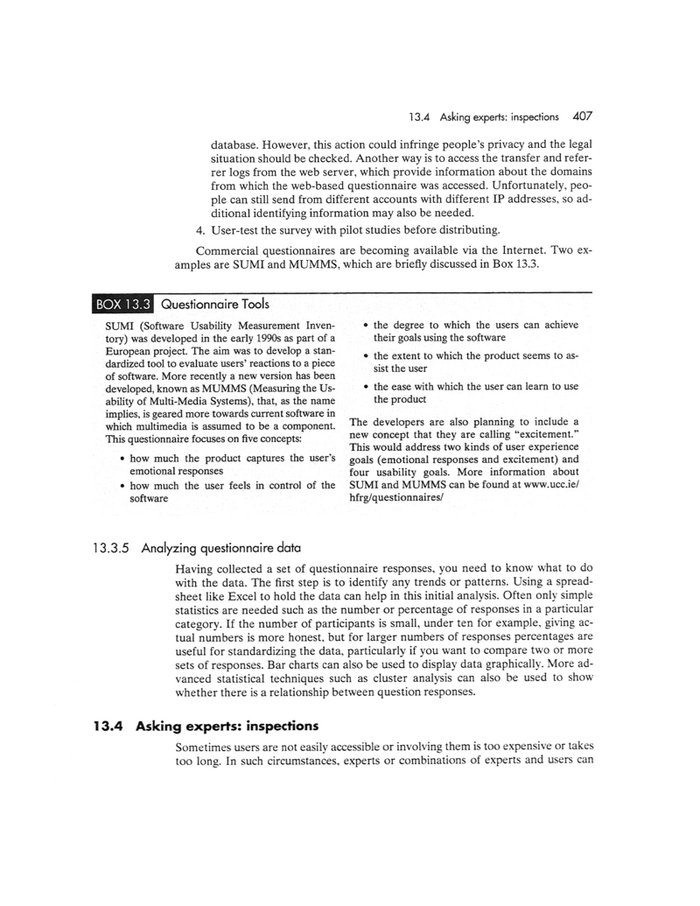 13.4 Asking experts: inspections 407
database. However, this action could infringe people's privacy and the legal
situation should be checked. Another way is to access the transfer and refer-
rer logs from the web server, which provide information about the domains
from which the web-based questionnaire was accessed. Unfortunately, peo-
ple can still send from different accounts with different IP addresses, so ad-
ditional identifying information may also be needed.
4. User-test the survey with pilot studies before distributing.
Commercial questionnaires are becoming available via the Internet. Two ex-
amples are SUMI and MUMMS, which are briefly discussed in Box 13.3.
BOX 13.3 Questionnaire Tools
SUMI (Software Usability Measurement Inven-
tory) was developed in the early 1990s as part of a
European project. The aim was to develop a stan-
dardized tool to evaluate users' reactions to a piece
of software. More recently a new version has been
developed, known as MUMMS (Measuring the Us-
ability of Multi-Media Systems), that, as the name
implies, is geared more towards current software in
which multimedia is assumed to be a component.
This questionnaire focuses on five concepts:
• how much the product captures the user's
emotional responses
• how much the user feels in control of the
software
• the degree to which the users can achieve
their goals using the software
• the extent to which the product seems to as-
sist the user
• the ease with which the user can learn to use
the product
The developers are also planning to include a
new concept that they are calling "excitement."
This would address two kinds of user experience
goals (emotional responses and excitement) and
four usability goals. More information about
SUMI and MUMMS can be found at www.ucc.ie/
hfrg/questionnaires/
13.3.5 Analyzing questionnaire data
Having collected a set of questionnaire responses, you need to know what to do
with the data. The first step is to identify any trends or patterns. Using a spread-
sheet like Excel to hold the data can help in this initial analysis. Often only simple
statistics are needed such as the number or percentage of responses in a particular
category. If the number of participants is small, under ten for example, giving ac-
tual numbers is more honest, but for larger numbers of responses percentages are
useful for standardizing the data, particularly if you want to compare two or more
sets of responses. Bar charts can also be used to display data graphically. More ad-
vanced statistical techniques such as cluster analysis can also be used to show
whether there is a relationship between question responses.
13.4 Asking experts: inspections
Sometimes users are not easily accessible or involving them is too expensive or takes
too long. In such circumstances, experts or combinations of experts and users can